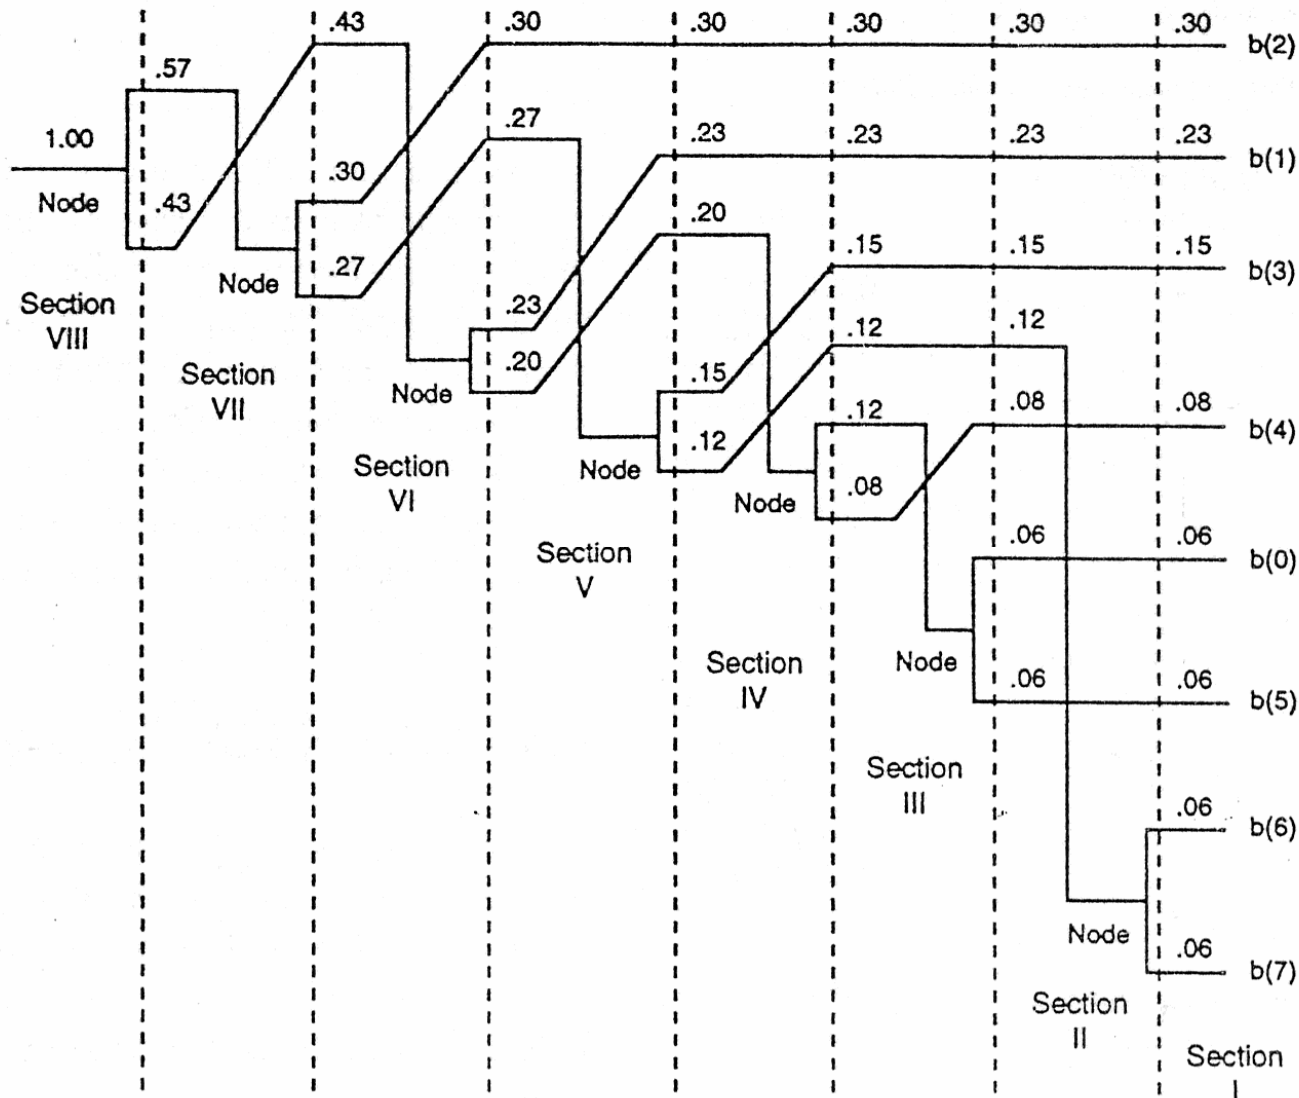 .43 .30 .30 .30 .30 .30 b(2)
.57
.27 .23 .23 .23 .23 b(1)
1.00
.30
Node .43 .20
.27 .15 .15 .15 b(3)
Node
Section
VIII
.23 .12 .12
.20 .15
Section
VII
Node
.12 .12 .08 .08 b(4)
Section
VI
Node .08
Node
Section
V
.06 .06 b(0)
Section
IV
Node .06 .06 b(5)
Section
III
.06 b(6)
Node .06 b(7)
Section
II
Section
I